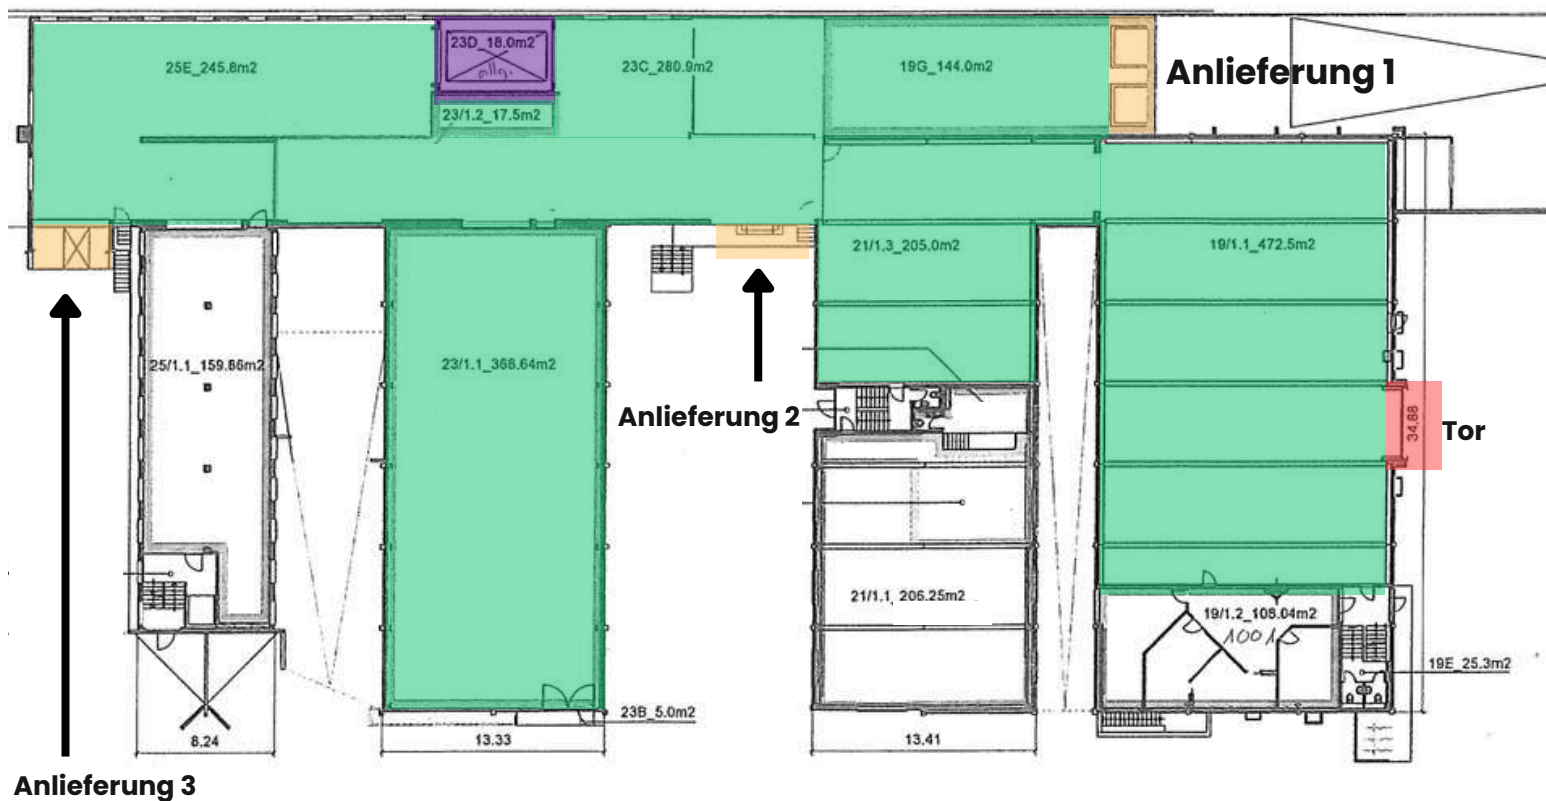 23D_18.0m2
allg.
25E_245.8m2
23C_280.9m2
19G_144.0m2
Anlieferung 1
23/1.2_17.5m2
21/1.3_205.0m2
19/1.1_472.5m2
25/1.1_159.86m2
23/1.1_368.64m2
Anlieferung 2
34.88
Tor
21/1.1_206.25m2
19/1.2_108.04m2
1001
19E_25.3m2
23B_5.0m2
8.24
13.33
13.41
Anlieferung 3